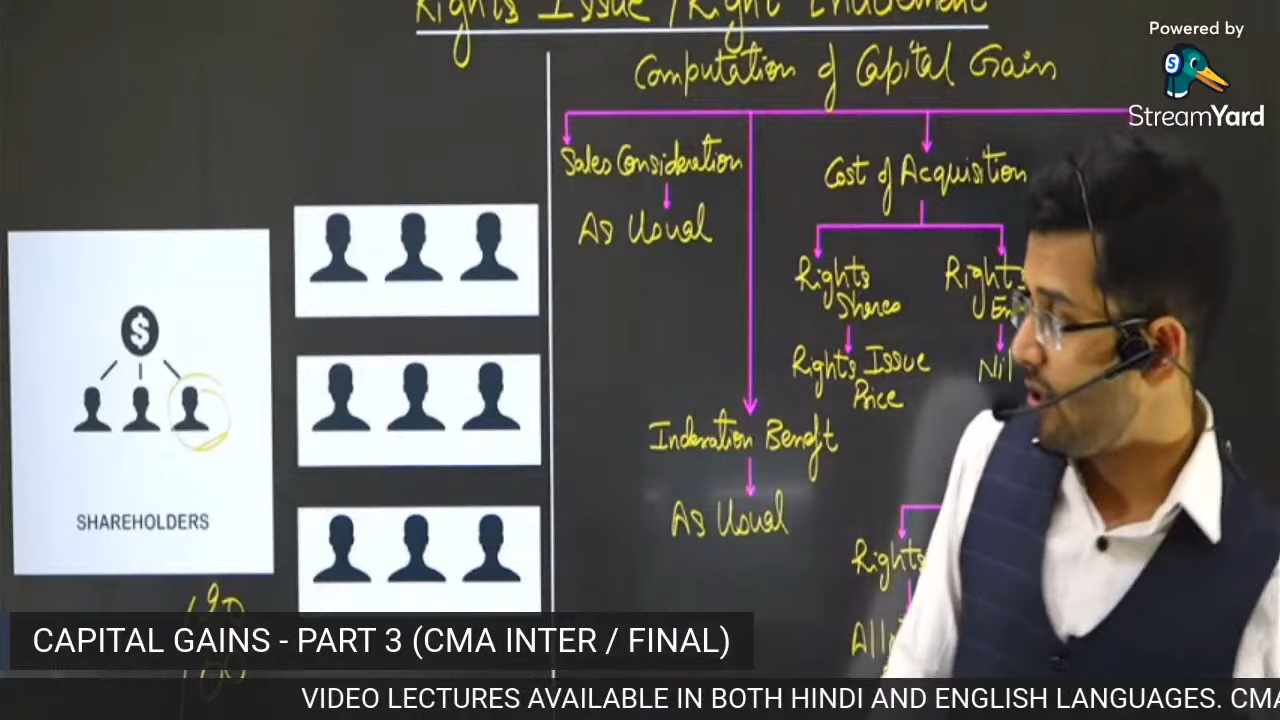 Rights Issue / Right Entitlement
Computation of Capital Gain
Sales Consideration
As Usual
Cost of Acquisition
Rights
Shares
Rights Issue
Price
Rights
Nil
Indexation Benefit
As Usual
Rights
SHAREHOLDERS
Powered by
StreamYard
CAPITAL GAINS - PART 3 (CMA INTER / FINAL)
VIDEO LECTURES AVAILABLE IN BOTH HINDI AND ENGLISH LANGUAGES. CMA